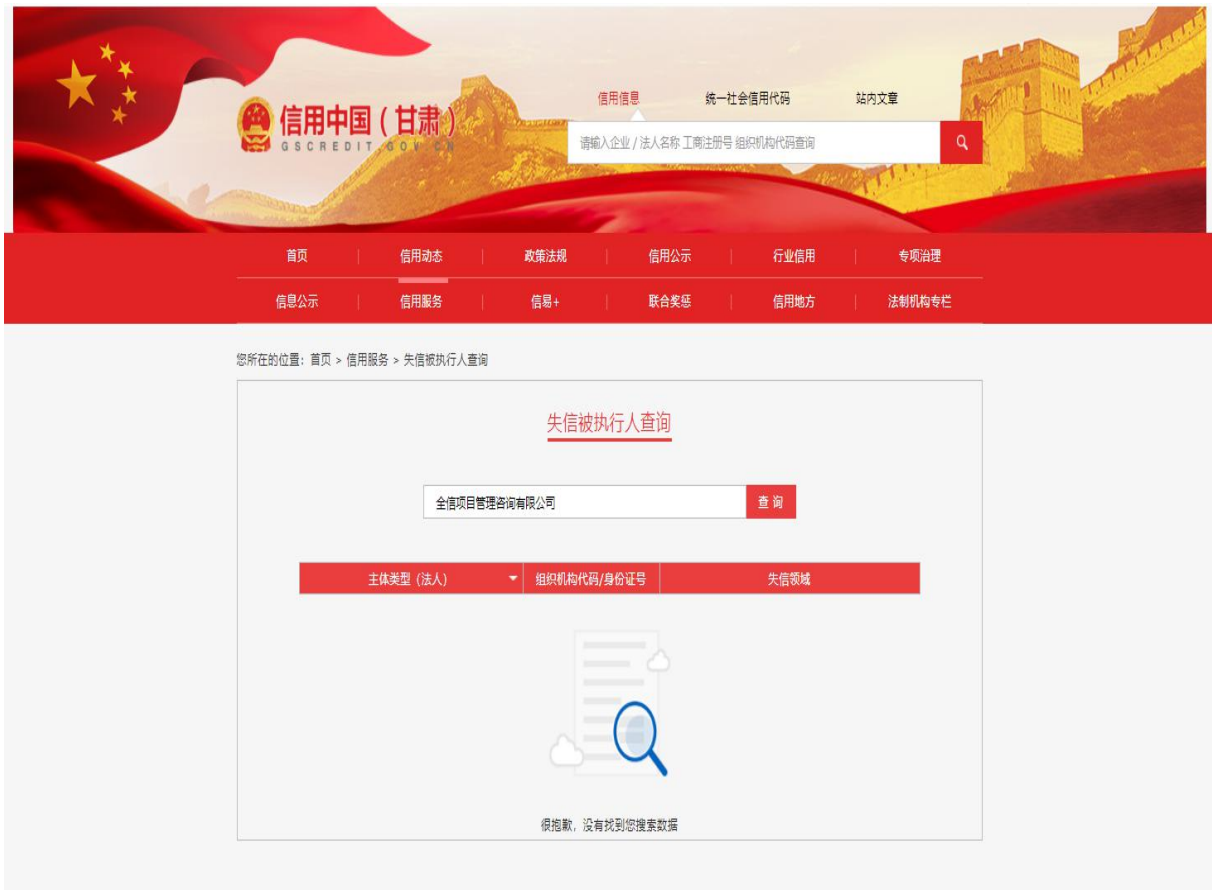 信用信息 统一社会信用代码 站内文章
信用中国（甘肃）
GSCREDIT.GOV.CN
请输入企业 / 法人名称 工商注册号 组织机构代码查询
首页 信用动态 政策法规 信用公示 行业信用 专项治理
信息公示 信用服务 信易+ 联合奖惩 信用地方 法制机构专栏
您所在的位置：首页 > 信用服务 > 失信被执行人查询
失信被执行人查询
全信项目管理咨询有限公司 查 询
主体类型（法人） 组织机构代码/身份证号 失信领域
很抱歉，没有找到您搜索数据